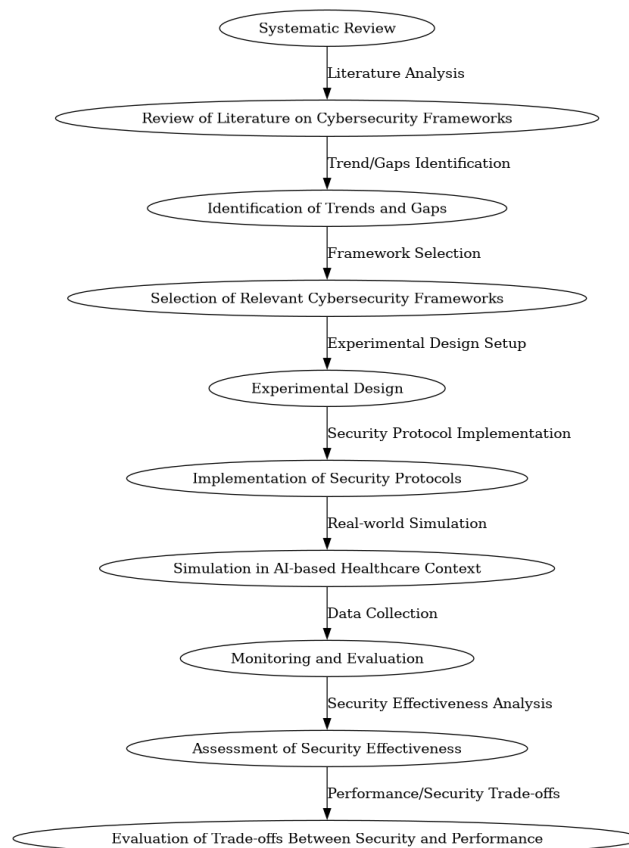 Systematic Review
Literature Analysis
Review of Literature on Cybersecurity Frameworks
Trend/Gaps Identification
Identification of Trends and Gaps
Framework Selection
Selection of Relevant Cybersecurity Frameworks
Experimental Design Setup
Experimental Design
Security Protocol Implementation
Implementation of Security Protocols
Real-world Simulation
Simulation in AI-based Healthcare Context
Data Collection
Monitoring and Evaluation
Security Effectiveness Analysis
Assessment of Security Effectiveness
Performance/Security Trade-offs
Evaluation of Trade-offs Between Security and Performance